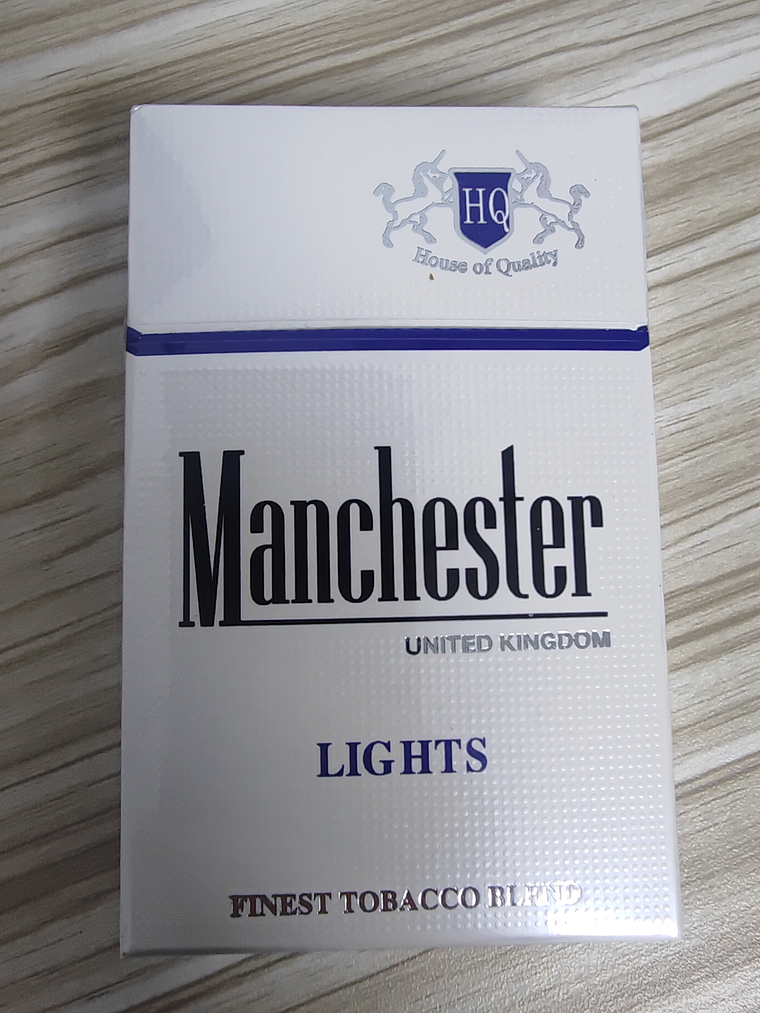 HQ
House of Quality
Manchester
UNITED KINGDOM
LIGHTS
FINEST TOBACCO BLEND